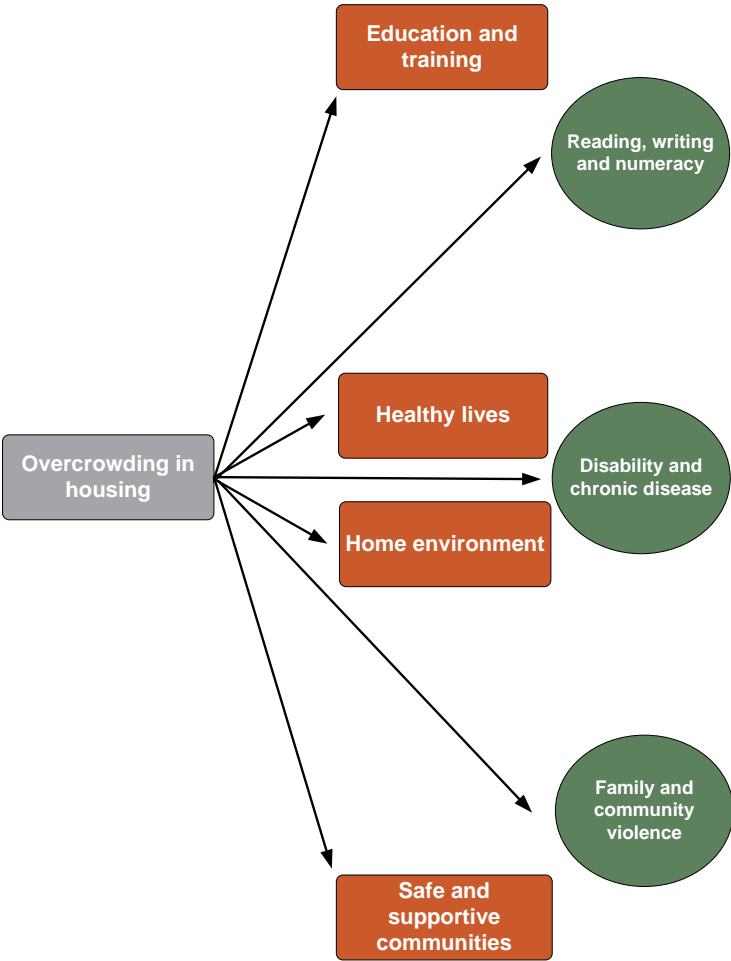 Education and
training
Reading, writing
and numeracy
Healthy lives
Overcrowding in
housing
Disability and
chronic disease
Home environment
Family and
community
violence
Safe and
supportive
communities